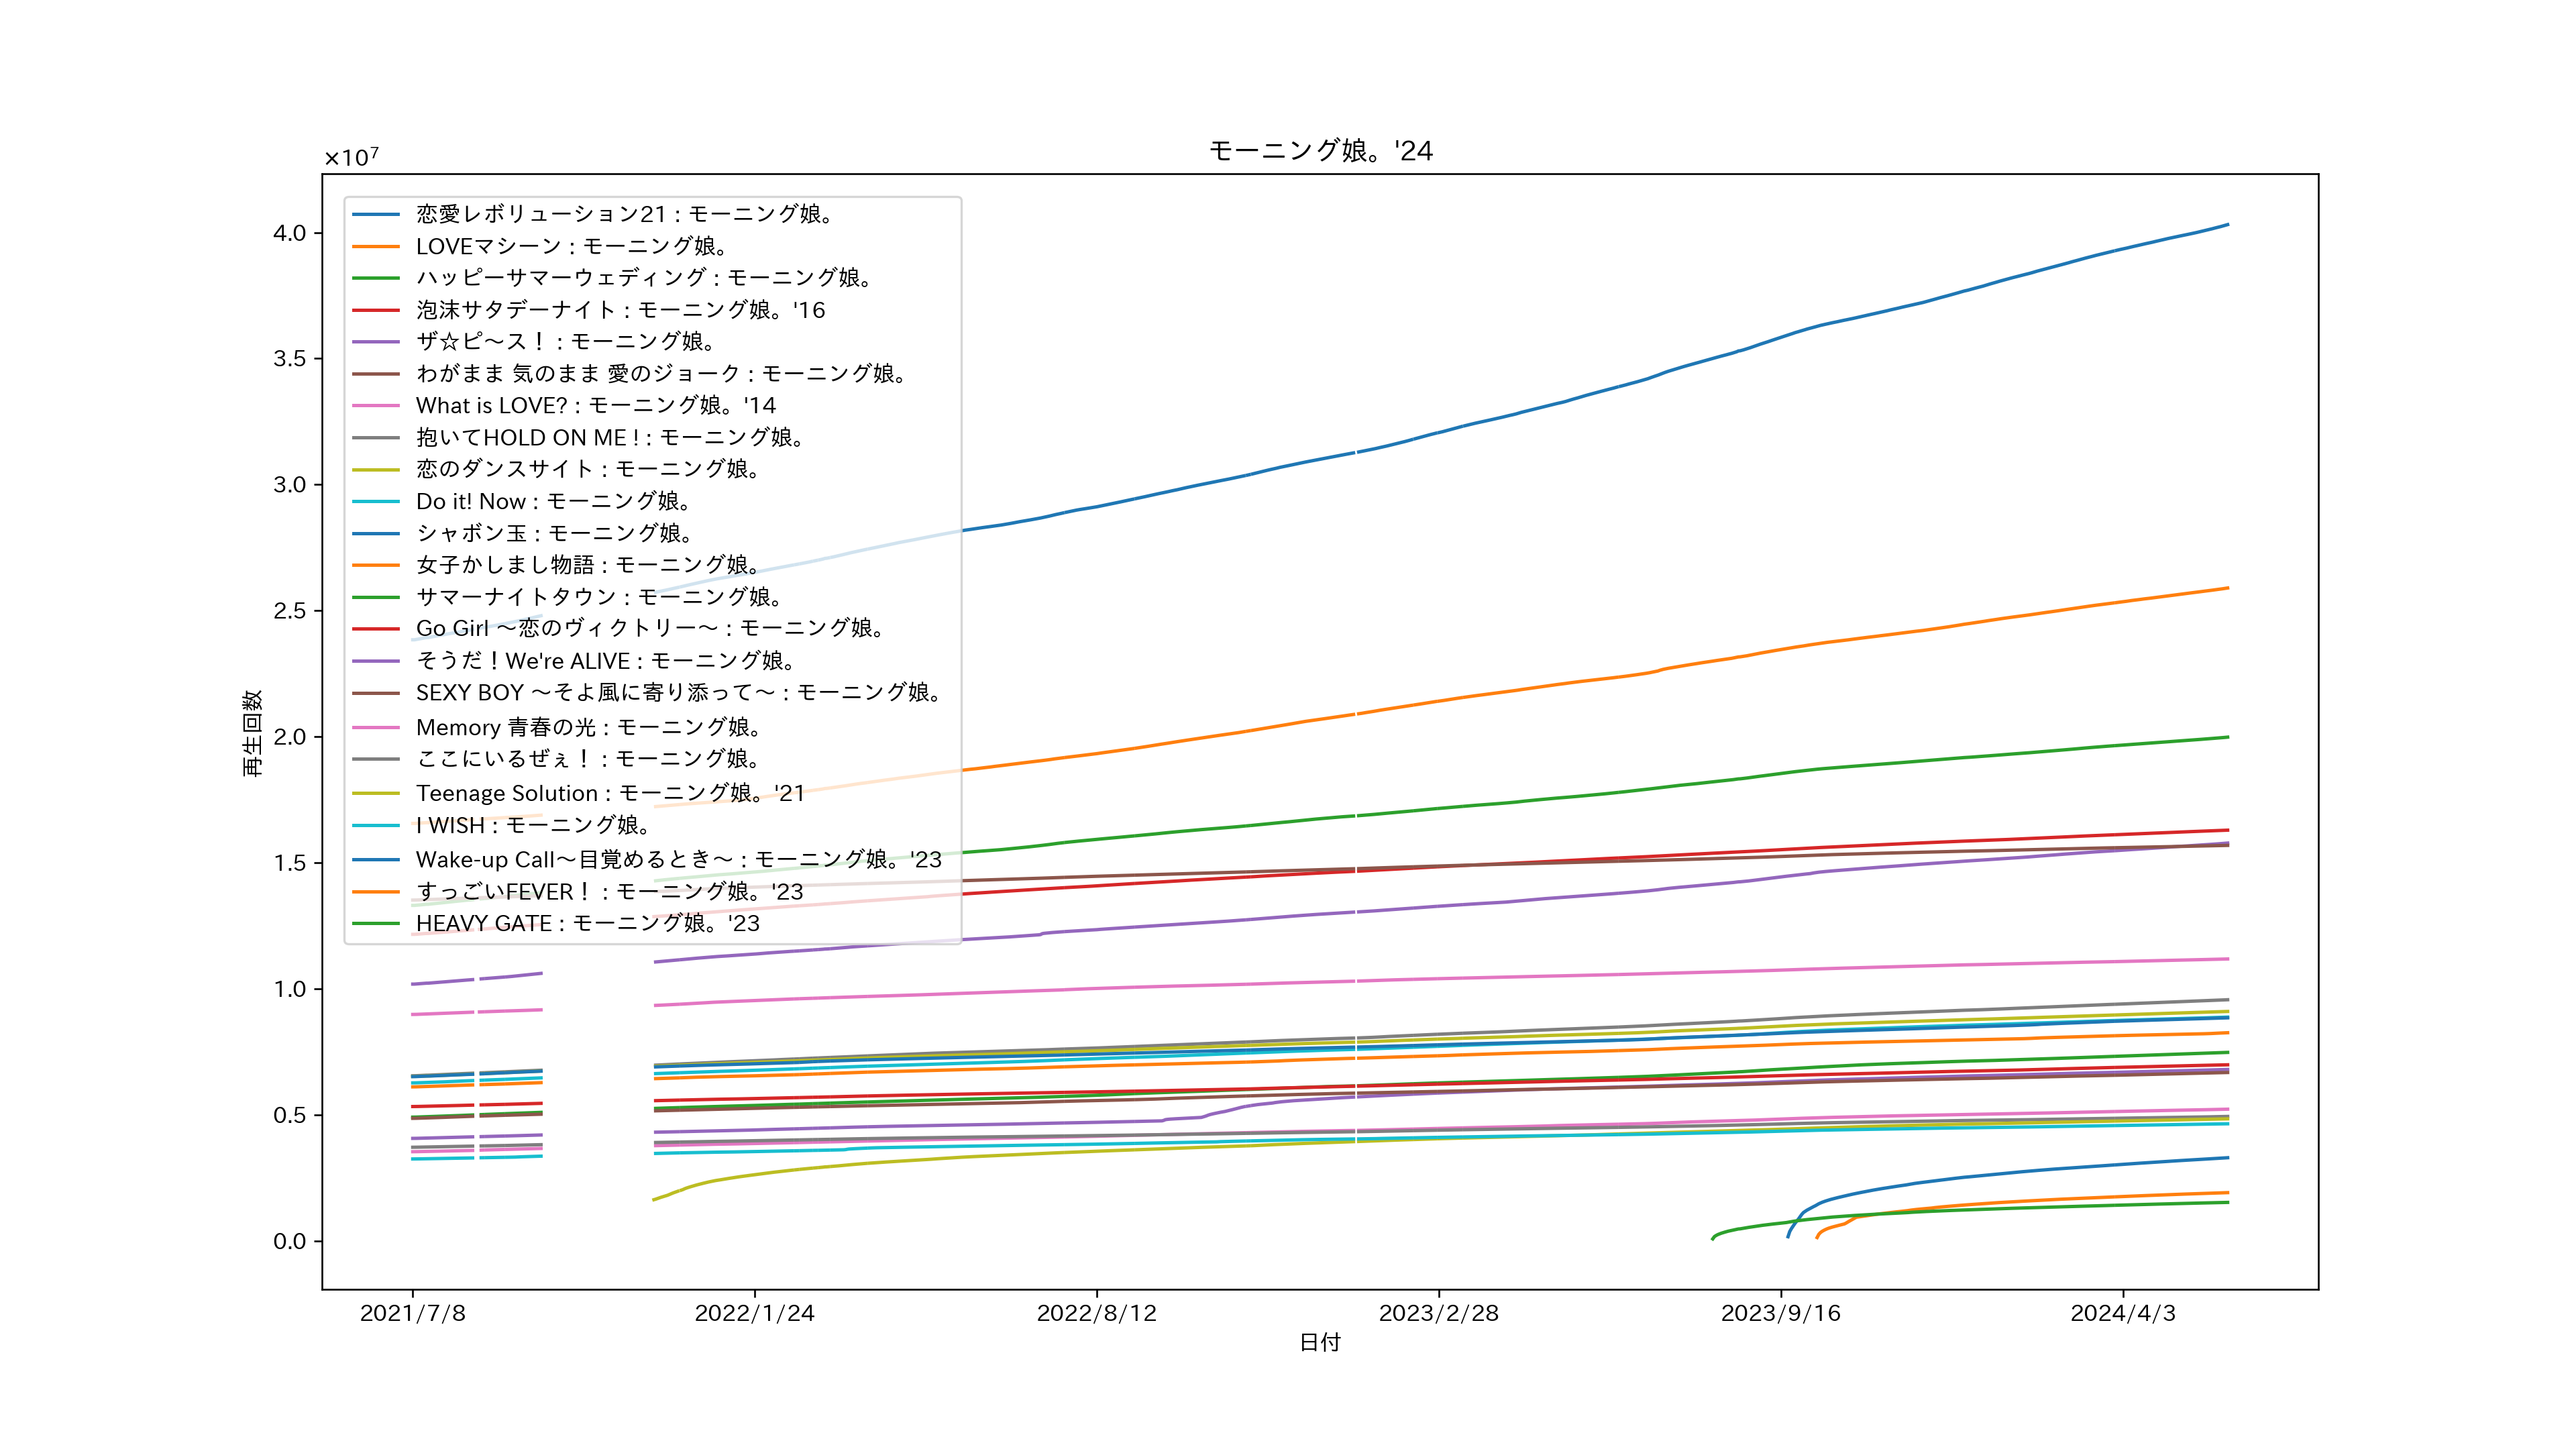 モーニング娘。'24
×10⁷
4.0
3.5
3.0
2.5
2.0
1.5
1.0
0.5
0.0
再生回数
恋愛レボリューション21 : モーニング娘。
LOVEマシーン : モーニング娘。
ハッピーサマーウェディング : モーニング娘。
泡沫サタデーナイト : モーニング娘。'16
ザ☆ピ〜ス！ : モーニング娘。
わがまま 気のまま 愛のジョーク : モーニング娘。
What is LOVE? : モーニング娘。'14
抱いてHOLD ON ME ! : モーニング娘。
恋のダンスサイト : モーニング娘。
Do it! Now : モーニング娘。
シャボン玉 : モーニング娘。
女子かしまし物語 : モーニング娘。
サマーナイトタウン : モーニング娘。
Go Girl 〜恋のヴィクトリー〜 : モーニング娘。
そうだ！We're ALIVE : モーニング娘。
SEXY BOY 〜そよ風に寄り添って〜 : モーニング娘。
Memory 青春の光 : モーニング娘。
ここにいるぜぇ！ : モーニング娘。
Teenage Solution : モーニング娘。'21
I WISH : モーニング娘。
Wake-up Call〜目覚めるとき〜 : モーニング娘。'23
すっごいFEVER！ : モーニング娘。'23
HEAVY GATE : モーニング娘。'23
2021/7/8 2022/1/24 2022/8/12 2023/2/28 2023/9/16 2024/4/3
日付